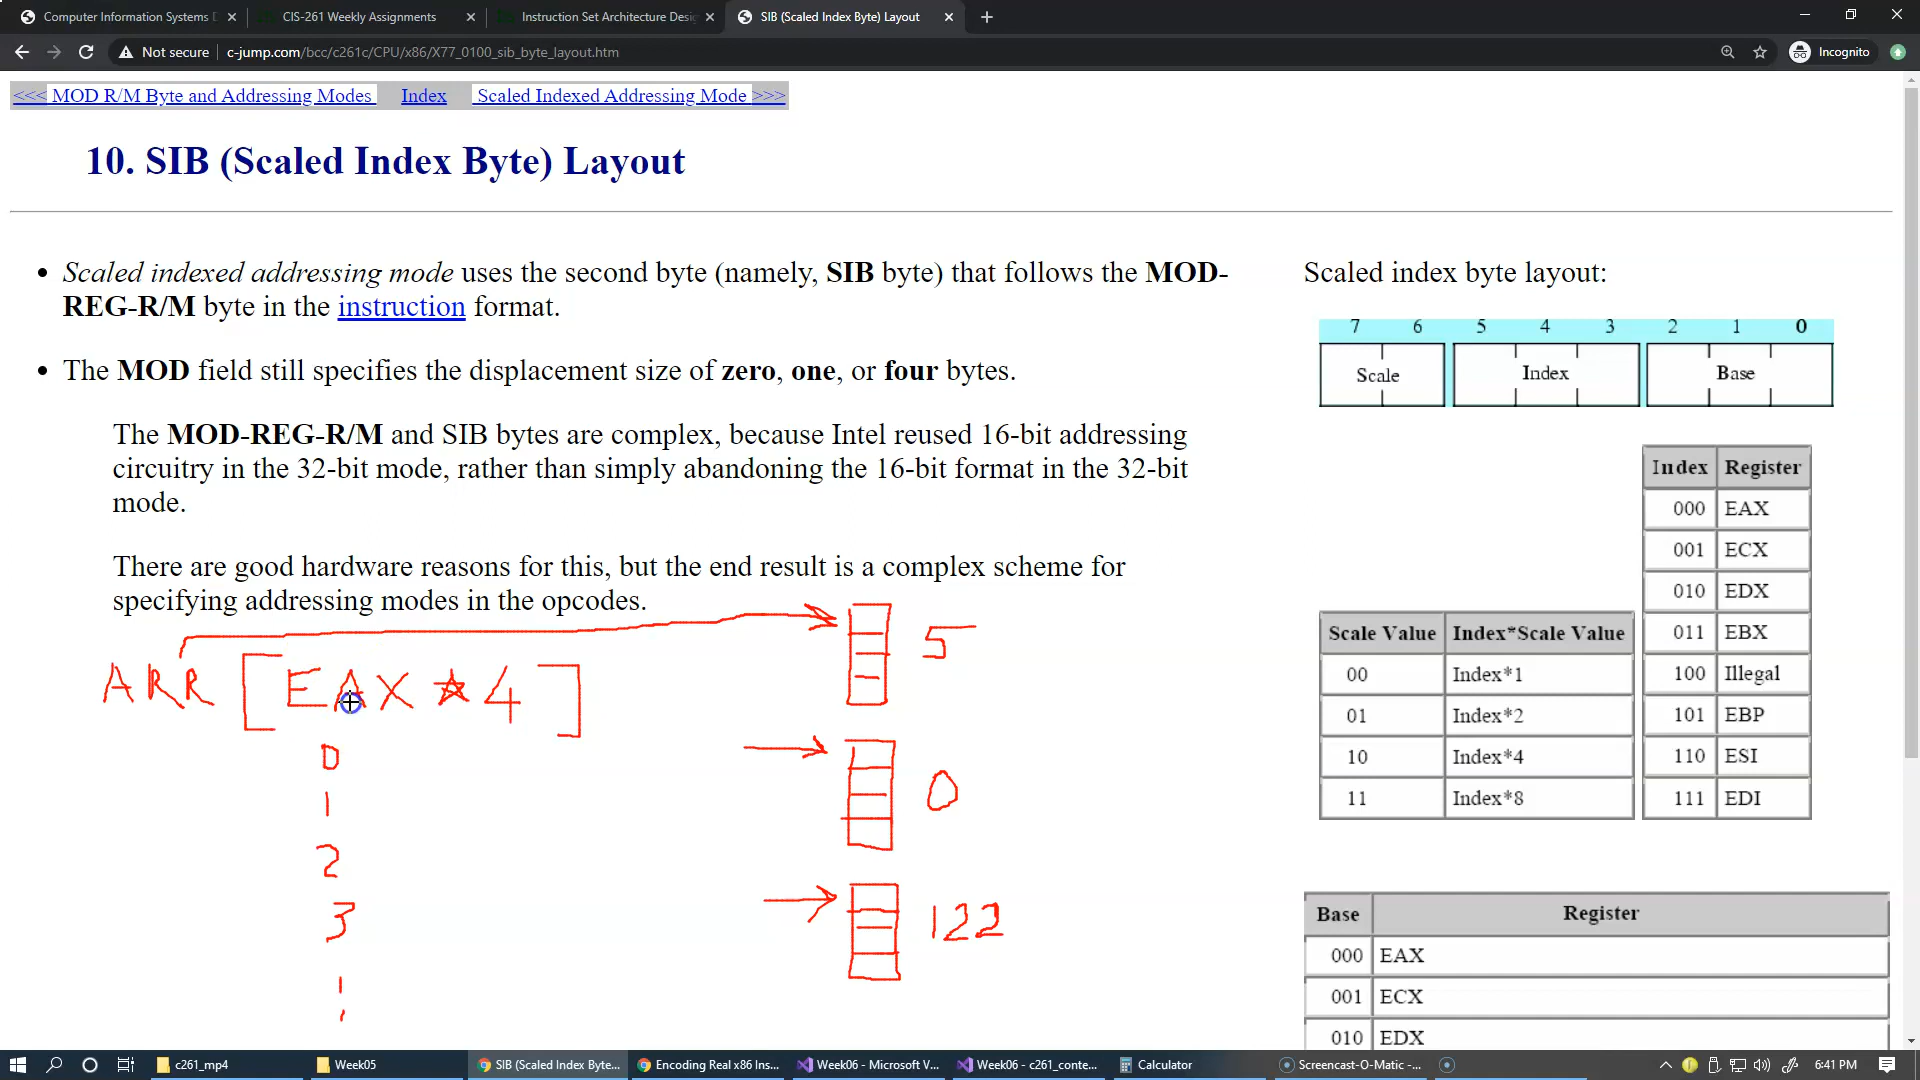 Computer Information Systems D
CIS-261 Weekly Assignments
Instruction Set Architecture Desig
SIB (Scaled Index Byte) Layout
Not secure
c-jump.com/bcc/c261c/CPU/x86/X77_0100_sib_byte_layout.htm
Incognito
<<< MOD R/M Byte and Addressing Modes
Index
Scaled Indexed Addressing Mode >>>
10. SIB (Scaled Index Byte) Layout
• Scaled indexed addressing mode uses the second byte (namely, SIB byte) that follows the MOD-
REG-R/M byte in the instruction format.
• The MOD field still specifies the displacement size of zero, one, or four bytes.
The MOD-REG-R/M and SIB bytes are complex, because Intel reused 16-bit addressing
circuitry in the 32-bit mode, rather than simply abandoning the 16-bit format in the 32-bit
mode.
There are good hardware reasons for this, but the end result is a complex scheme for
specifying addressing modes in the opcodes.
ARR [EAX*4]
0
1
2
3
5
0
122
Scaled index byte layout:
7 6 5 4 3 2 1 0
Scale Index Base
Scale Value Index*Scale Value
00 Index*1
01 Index*2
10 Index*4
11 Index*8
Index Register
000 EAX
001 ECX
010 EDX
011 EBX
100 Illegal
101 EBP
110 ESI
111 EDI
Base Register
000 EAX
001 ECX
010 EDX
c261_mp4
Week05
SIB (Scaled Index Byte...
Encoding Real x86 Ins...
Week06 - Microsoft V...
Week06 - c261_conte...
Calculator
Screencast-O-Matic -...
6:41 PM